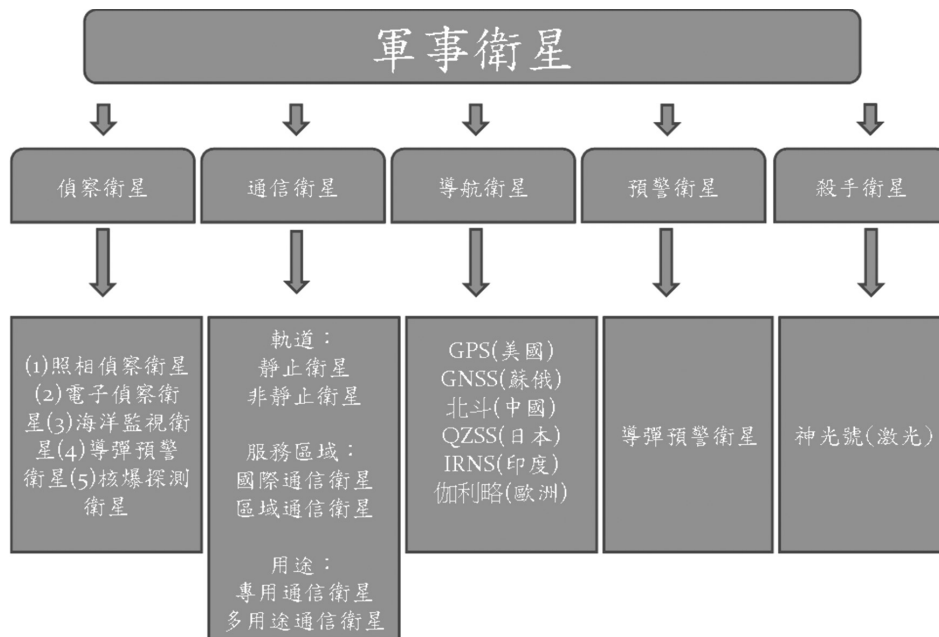 軍事衛星
偵察衛星
通信衛星
導航衛星
預警衛星
殺手衛星
(1)照相偵察衛星
(2)電子偵察衛
星(3)海洋監視衛
星(4)導彈預警
衛星(5)核爆探測
衛星
軌道：
靜止衛星
非靜止衛星
服務區域：
國際通信衛星
區域通信衛星
用途：
專用通信衛星
多用途通信衛星
GPS(美國)
GNSS(蘇俄)
北斗(中國)
QZSS(日本)
IRNS(印度)
伽利略(歐洲)
導彈預警衛星
神光號(激光)